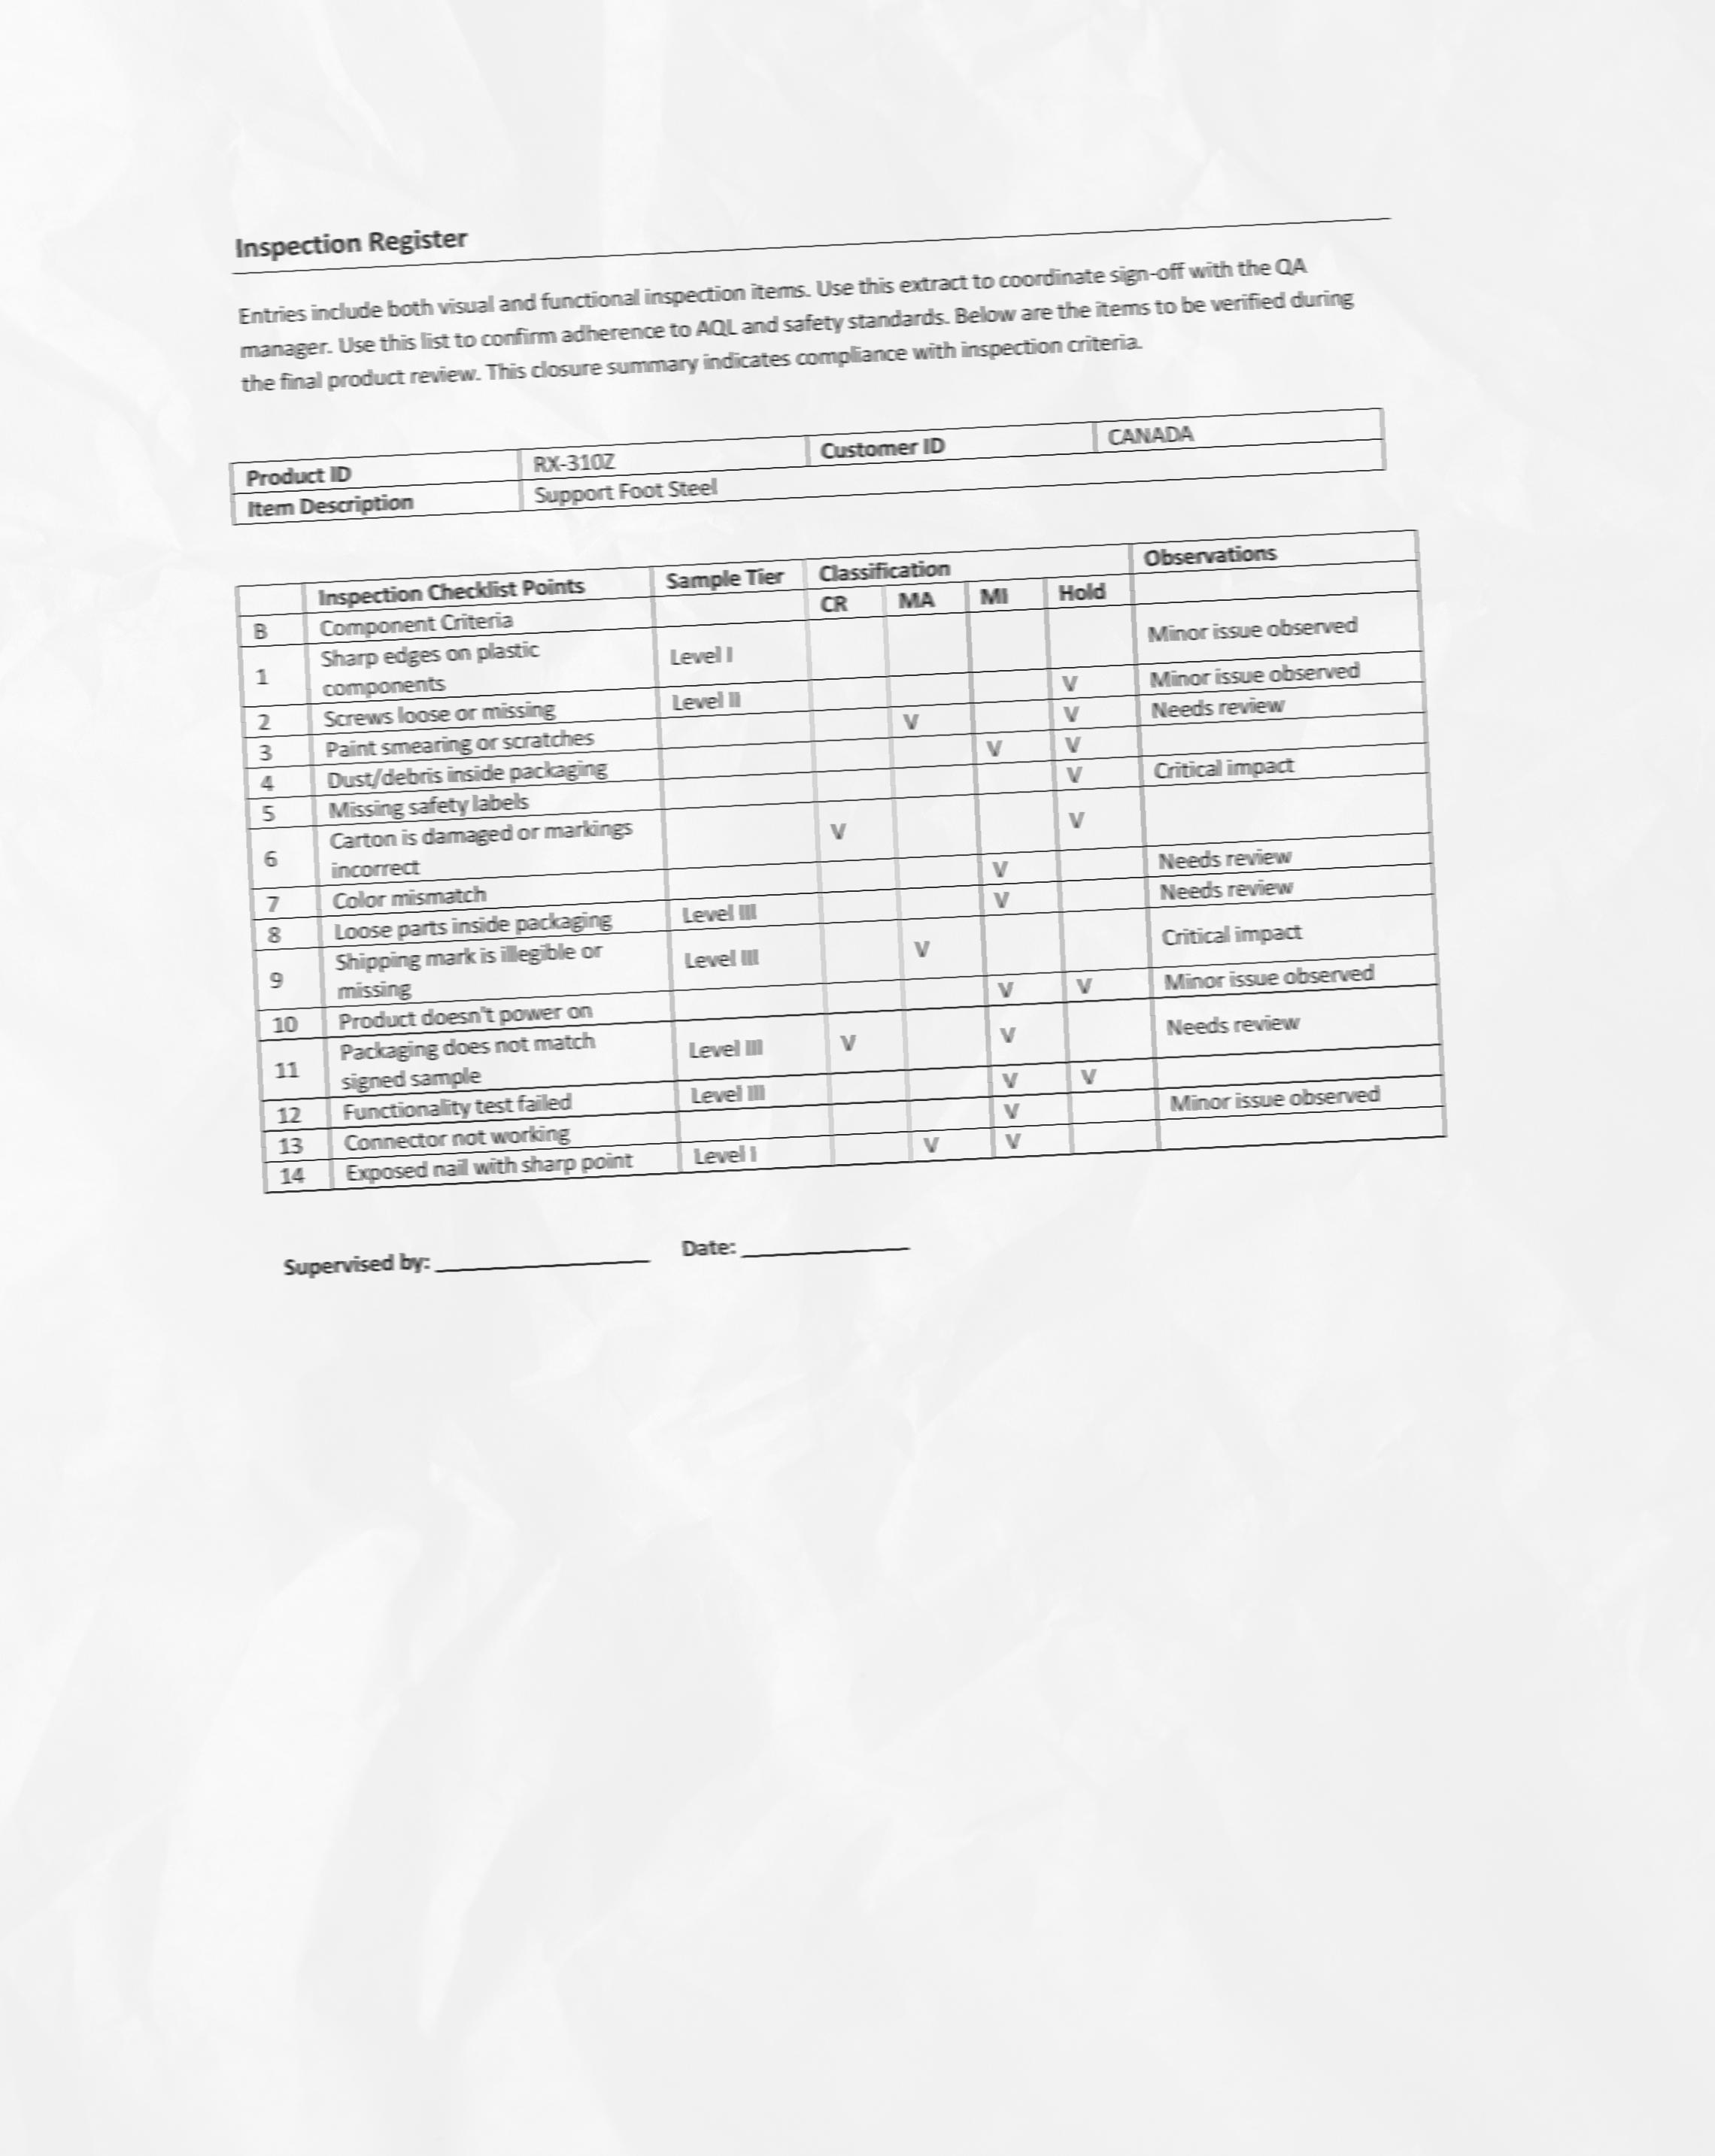 Inspection Register
Entries include both visual and functional inspection items. Use this extract to coordinate sign-off with the QA
manager. Use this list to confirm adherence to AQL and safety standards. Below are the items to be verified during
the final product review. This closure summary indicates compliance with inspection criteria.
Product ID RX-310Z Customer ID CANADA
Item Description Support Foot Steel
Inspection Checklist Points Sample Tier Classification Observations
B Component Criteria CR MA MI Hold
1 Sharp edges on plastic Level I Minor issue observed
components
2 Screws loose or missing Level II V Minor issue observed
3 Paint smearing or scratches V V Needs review
4 Dust/debris inside packaging V V
5 Missing safety labels V Critical impact
6 Carton is damaged or markings V V
incorrect
7 Color mismatch V Needs review
8 Loose parts inside packaging Level III V Needs review
9 Shipping mark is illegible or Level III V Critical impact
missing
10 Product doesn't power on V V Minor issue observed
11 Packaging does not match Level III V V Needs review
signed sample
12 Functionality test failed Level III V V
13 Connector not working V Minor issue observed
14 Exposed nail with sharp point Level I V V
Supervised by: ____________________ Date: ________________